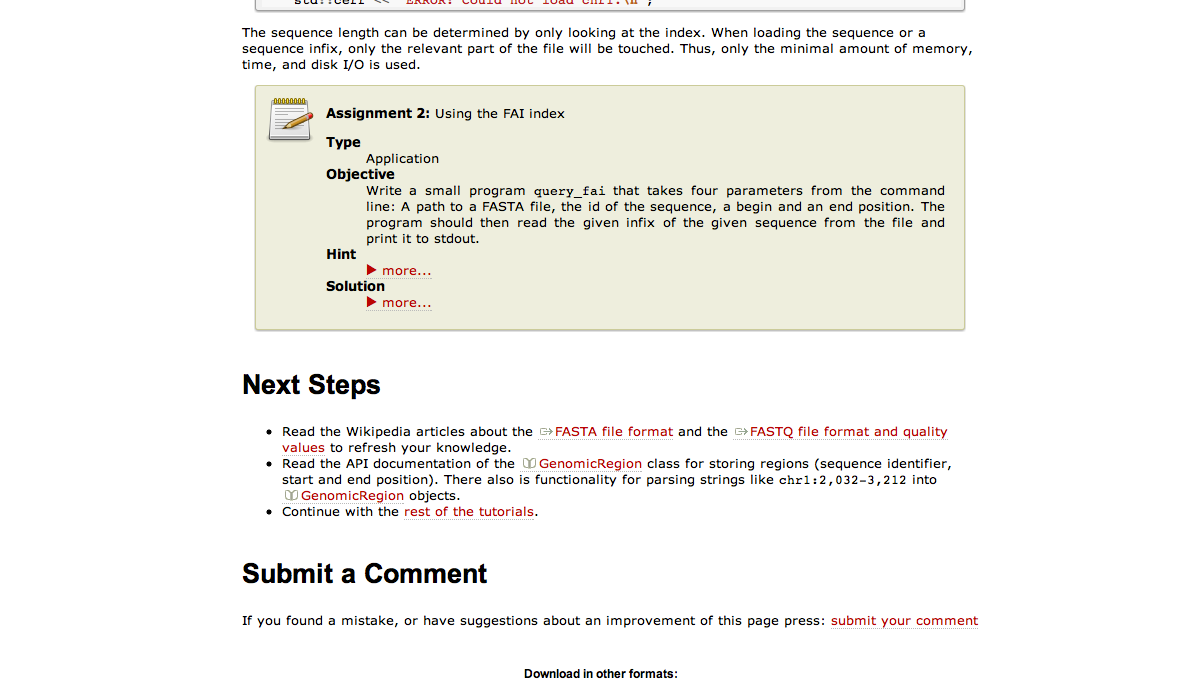 std::cerr << "ERROR: Could not load chr1.\n";
The sequence length can be determined by only looking at the index. When loading the sequence or a
sequence infix, only the relevant part of the file will be touched. Thus, only the minimal amount of memory,
time, and disk I/O is used.
Assignment 2: Using the FAI index
Type
Application
Objective
Write a small program query_fai that takes four parameters from the command
line: A path to a FASTA file, the id of the sequence, a begin and an end position. The
program should then read the given infix of the given sequence from the file and
print it to stdout.
Hint
more...
Solution
more...
Next Steps
Read the Wikipedia articles about the FASTA file format and the FASTQ file format and quality
values to refresh your knowledge.
Read the API documentation of the GenomicRegion class for storing regions (sequence identifier,
start and end position). There also is functionality for parsing strings like chr1:2,032-3,212 into
GenomicRegion objects.
Continue with the rest of the tutorials.
Submit a Comment
If you found a mistake, or have suggestions about an improvement of this page press: submit your comment
Download in other formats: